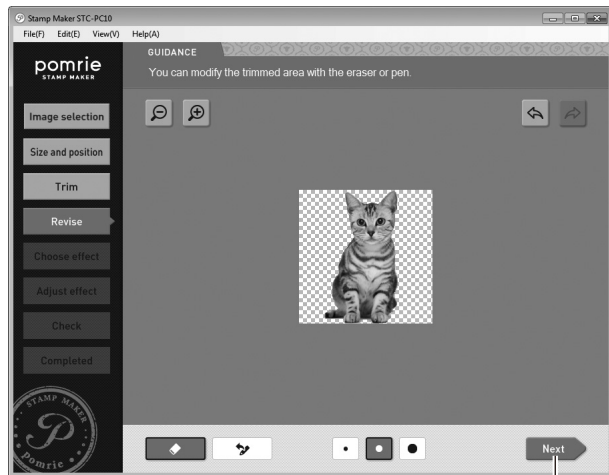 Stamp Maker STC-PC10
File(F) Edit(E) View(V) Help(A)
pomrie
STAMP MAKER
GUIDANCE
You can modify the trimmed area with the eraser or pen.
Image selection
Size and position
Trim
Revise
Choose effect
Adjust effect
Check
Completed
STAMP MAKER
P
pomrie
Next